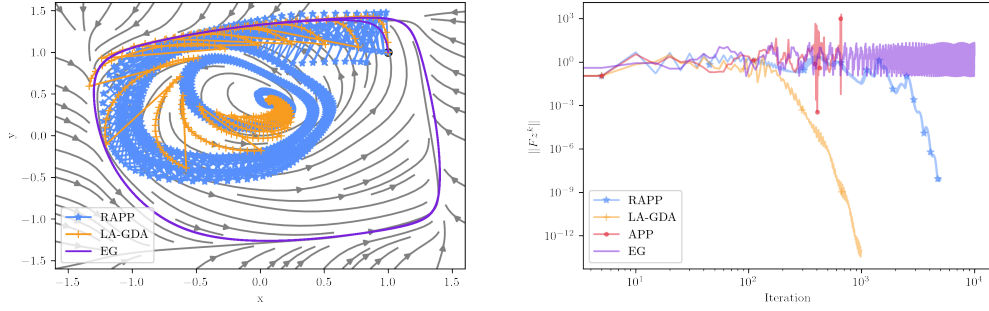 1.5
1.0
0.5
0.0
−0.5
−1.0
−1.5
y
−1.5
−1.0
−0.5
0.0
0.5
1.0
1.5
x
RAPP
LA-GDA
EG
10^3
10^0
10^−3
10^−6
10^−9
10^−12
||Fz^k||
10^1
10^2
10^3
10^4
Iteration
RAPP
LA-GDA
APP
EG